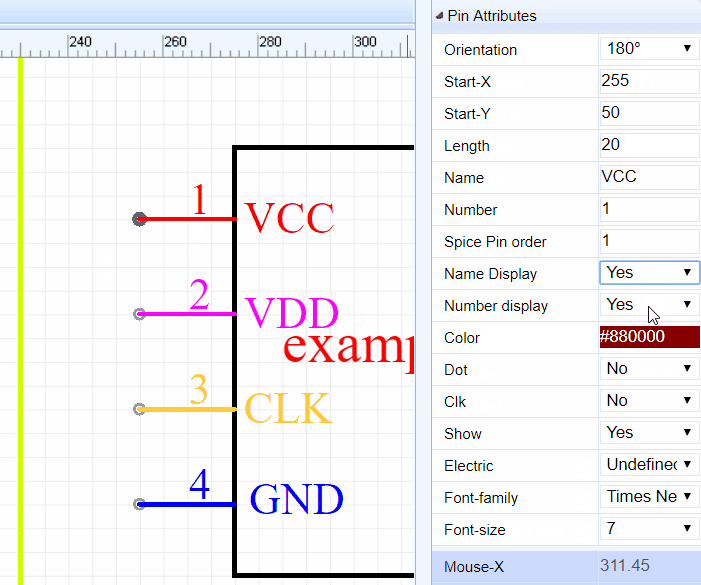 240 260 280 300
1 VCC
2 VDD
examp
3 CLK
4 GND
Pin Attributes
Orientation 180°
Start-X 255
Start-Y 50
Length 20
Name VCC
Number 1
Spice Pin order 1
Name Display Yes
Number display Yes
Color #880000
Dot No
Clk No
Show Yes
Electric Undefined
Font-family Times Ne
Font-size 7
Mouse-X 311.45